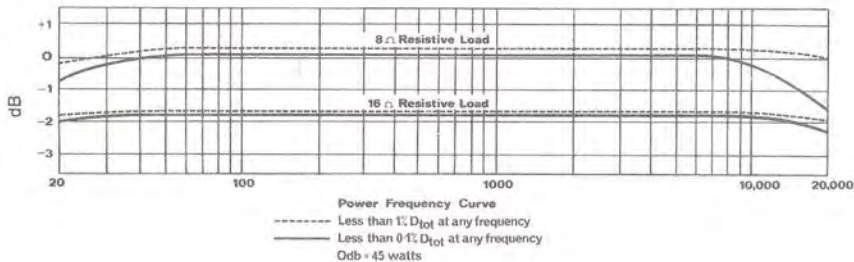 +1
8 Ω Resistive Load
0
-1
dB
16 Ω Resistive Load
-2
-3
20 100 1000 10,000 20,000
Power Frequency Curve
Less than 1% Dtot at any frequency
Less than 0·1% Dtot at any frequency
Odb = 45 watts